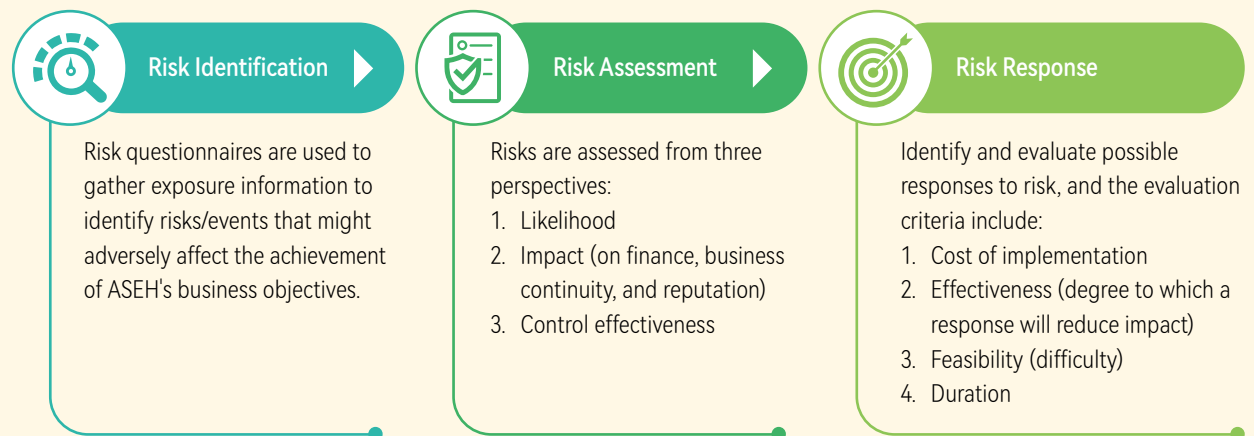 Risk Identification
Risk questionnaires are used to
gather exposure information to
identify risks/events that might
adversely affect the achievement
of ASEH's business objectives.
Risk Assessment
Risks are assessed from three
perspectives:
1. Likelihood
2. Impact (on finance, business
continuity, and reputation)
3. Control effectiveness
Risk Response
Identify and evaluate possible
responses to risk, and the evaluation
criteria include:
1. Cost of implementation
2. Effectiveness (degree to which a
response will reduce impact)
3. Feasibility (difficulty)
4. Duration